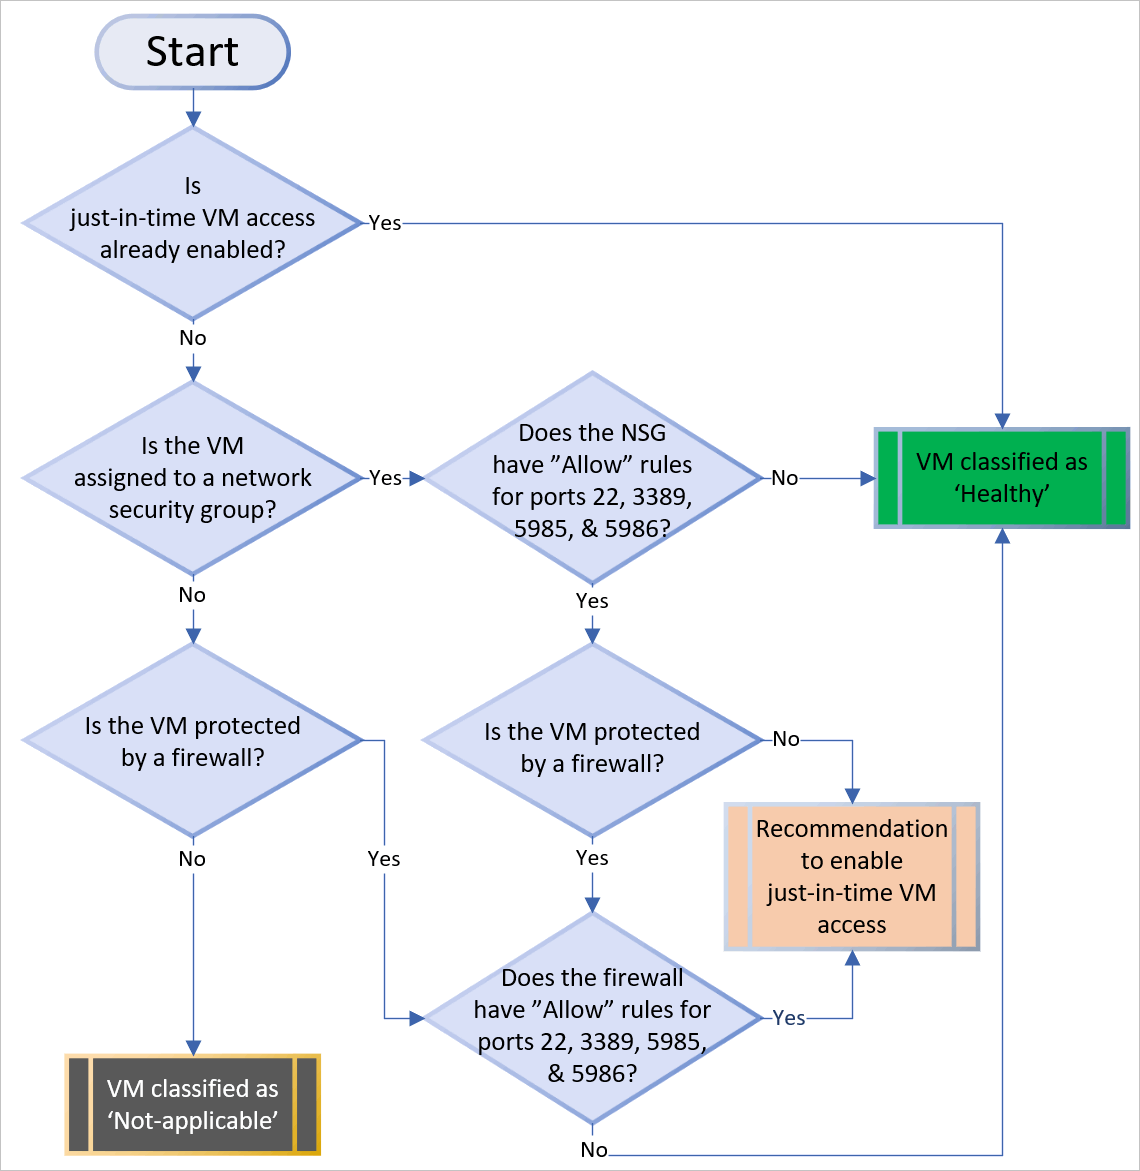 Start
Is
just-in-time VM access
already enabled?
Yes
No
Is the VM
assigned to a network
security group?
Yes
Does the NSG
have ”Allow” rules
for ports 22, 3389,
5985, & 5986?
No
VM classified as
‘Healthy’
No
Yes
Is the VM protected
by a firewall?
Is the VM protected
by a firewall?
No
Recommendation
to enable
just-in-time VM
access
No
Yes
Yes
Does the firewall
have ”Allow” rules for
ports 22, 3389, 5985,
& 5986?
Yes
VM classified as
‘Not-applicable’
No